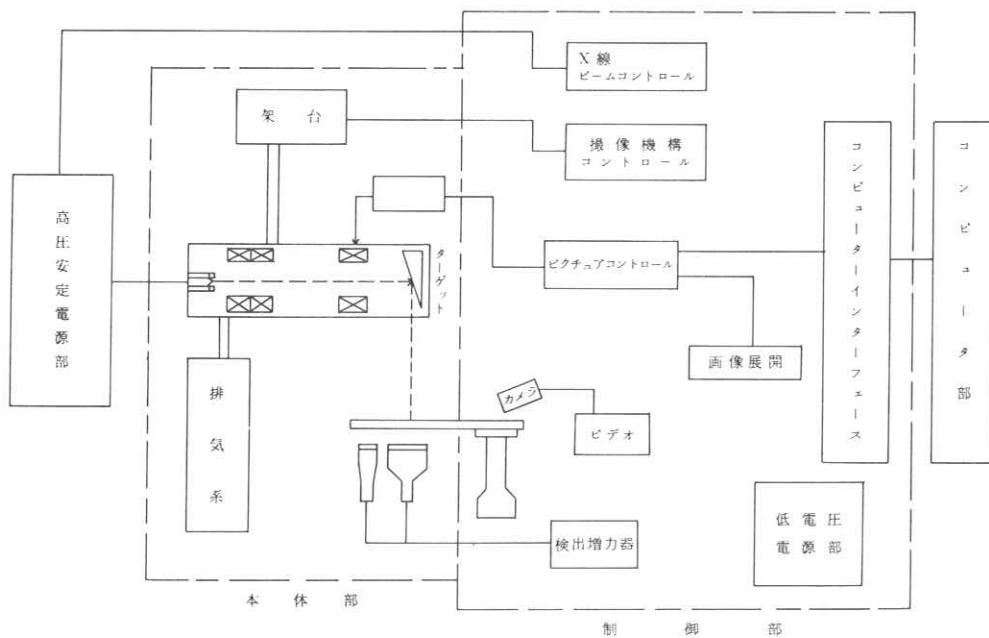 X 線
ビームコントロール
架 台
撮 像 機 構
コ ン ト ロ ー ル
高圧安定電源部
ターゲット
ピクチュアコントロール
コンピューターインターフェース
コンピュータ部
画像展開
排気系
カメラ
ビデオ
検出増力器
低 電 圧
電 源 部
本 体 部
制 御 部